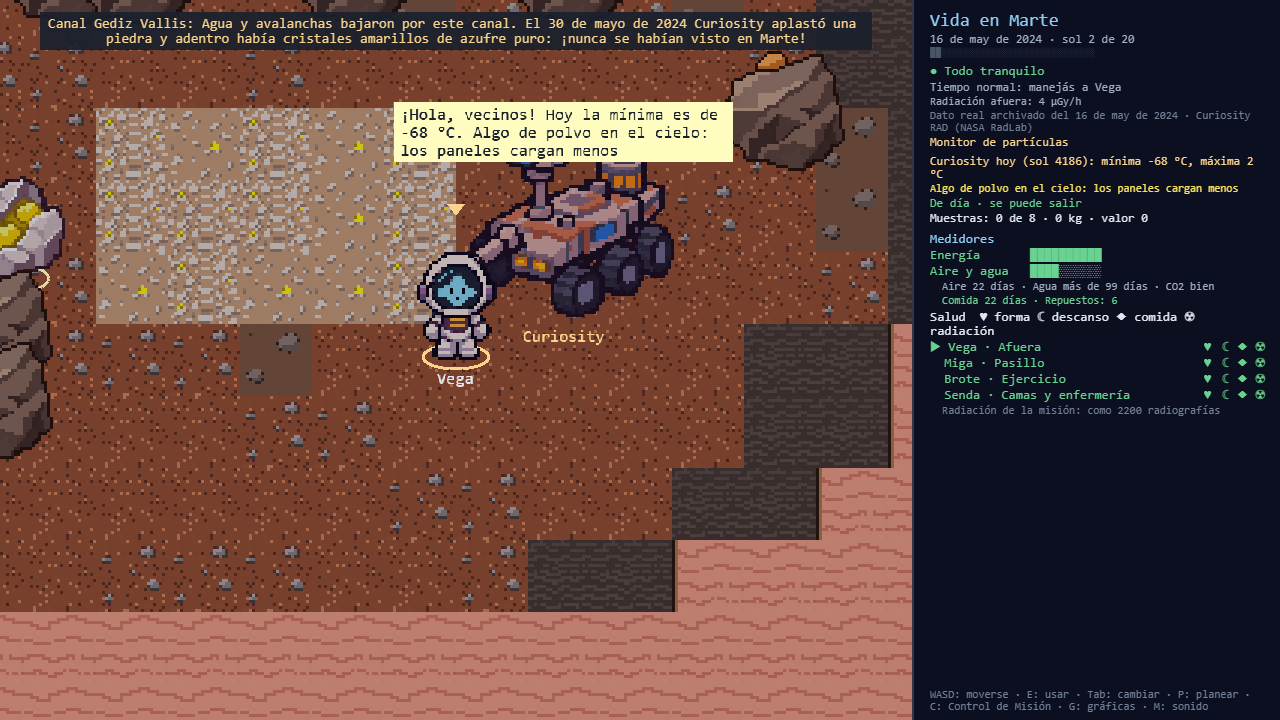 Canal Gediz Vallis: Agua y avalanchas bajaron por este canal. El 30 de mayo de 2024 Curiosity aplastó una
piedra y adentro había cristales amarillos de azufre puro: ¡nunca se habían visto en Marte!
¡Hola, vecinos! Hoy la mínima es de
-68 °C. Algo de polvo en el cielo:
los paneles cargan menos
Curiosity
Vega
Vida en Marte
16 de may de 2024 · sol 2 de 20
● Todo tranquilo
Tiempo normal: manejás a Vega
Radiación afuera: 4 µGy/h
Dato real archivado del 16 de may de 2024 · Curiosity
RAD (NASA RadLab)
Monitor de partículas
Curiosity hoy (sol 4186): mínima -68 °C, máxima 2
°C
Algo de polvo en el cielo: los paneles cargan menos
De día · se puede salir
Muestras: 0 de 8 · 0 kg · valor 0
Medidores
Energía
Aire y agua
Aire 22 días · Agua más de 99 días · CO2 bien
Comida 22 días · Repuestos: 6
Salud ♥ forma ☾ descanso ◆ comida ☢
radiación
▶ Vega · Afuera ♥ ☾ ◆ ☢
Miga · Pasillo ♥ ☾ ◆ ☢
Brote · Ejercicio ♥ ☾ ◆ ☢
Senda · Camas y enfermería ♥ ☾ ◆ ☢
Radiación de la misión: como 2200 radiografías
WASD: moverse · E: usar · Tab: cambiar · P: planear ·
C: Control de Misión · G: gráficas · M: sonido